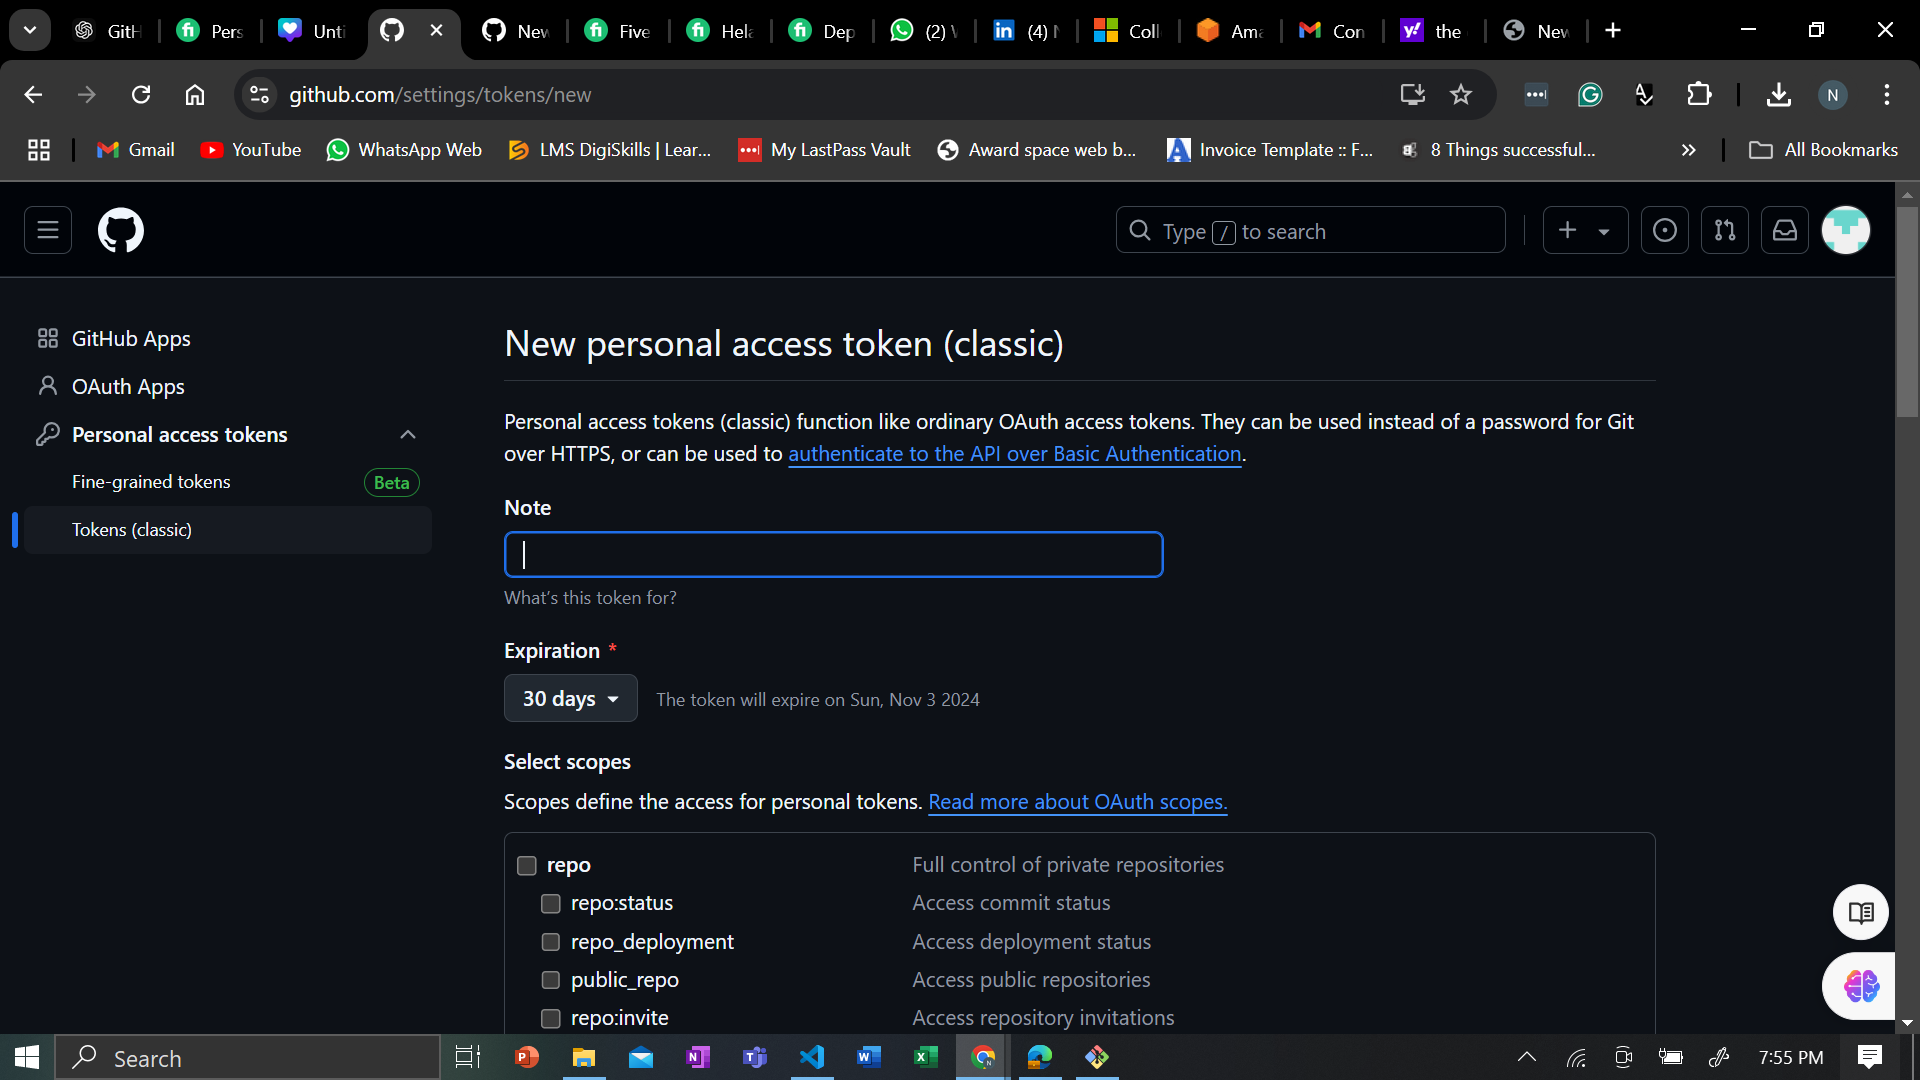 GitH
Pers
Unti
New
Five
Hela
Dep
(2) W
(4) N
Coll
Ama
Con
the
New
github.com/settings/tokens/new
N
Gmail
YouTube
WhatsApp Web
LMS DigiSkills | Lear...
My LastPass Vault
Award space web b...
Invoice Template :: F...
8 Things successful...
All Bookmarks
Type / to search
GitHub Apps
OAuth Apps
Personal access tokens
Fine-grained tokens
Beta
Tokens (classic)
New personal access token (classic)
Personal access tokens (classic) function like ordinary OAuth access tokens. They can be used instead of a password for Git
over HTTPS, or can be used to authenticate to the API over Basic Authentication.
Note
What's this token for?
Expiration *
30 days
The token will expire on Sun, Nov 3 2024
Select scopes
Scopes define the access for personal tokens. Read more about OAuth scopes.
repo
Full control of private repositories
repo:status
Access commit status
repo_deployment
Access deployment status
public_repo
Access public repositories
repo:invite
Access repository invitations
Search
7:55 PM